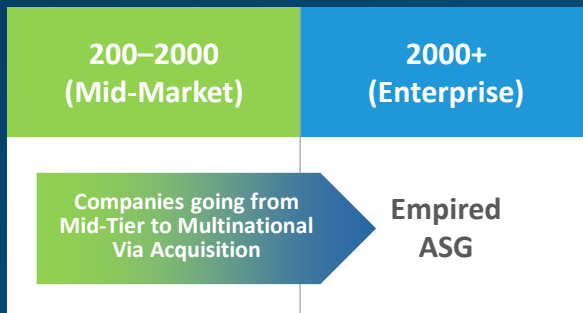 200–2000
(Mid-Market)
2000+
(Enterprise)
Companies going from
Mid-Tier to Multinational
Via Acquisition
Empired
ASG